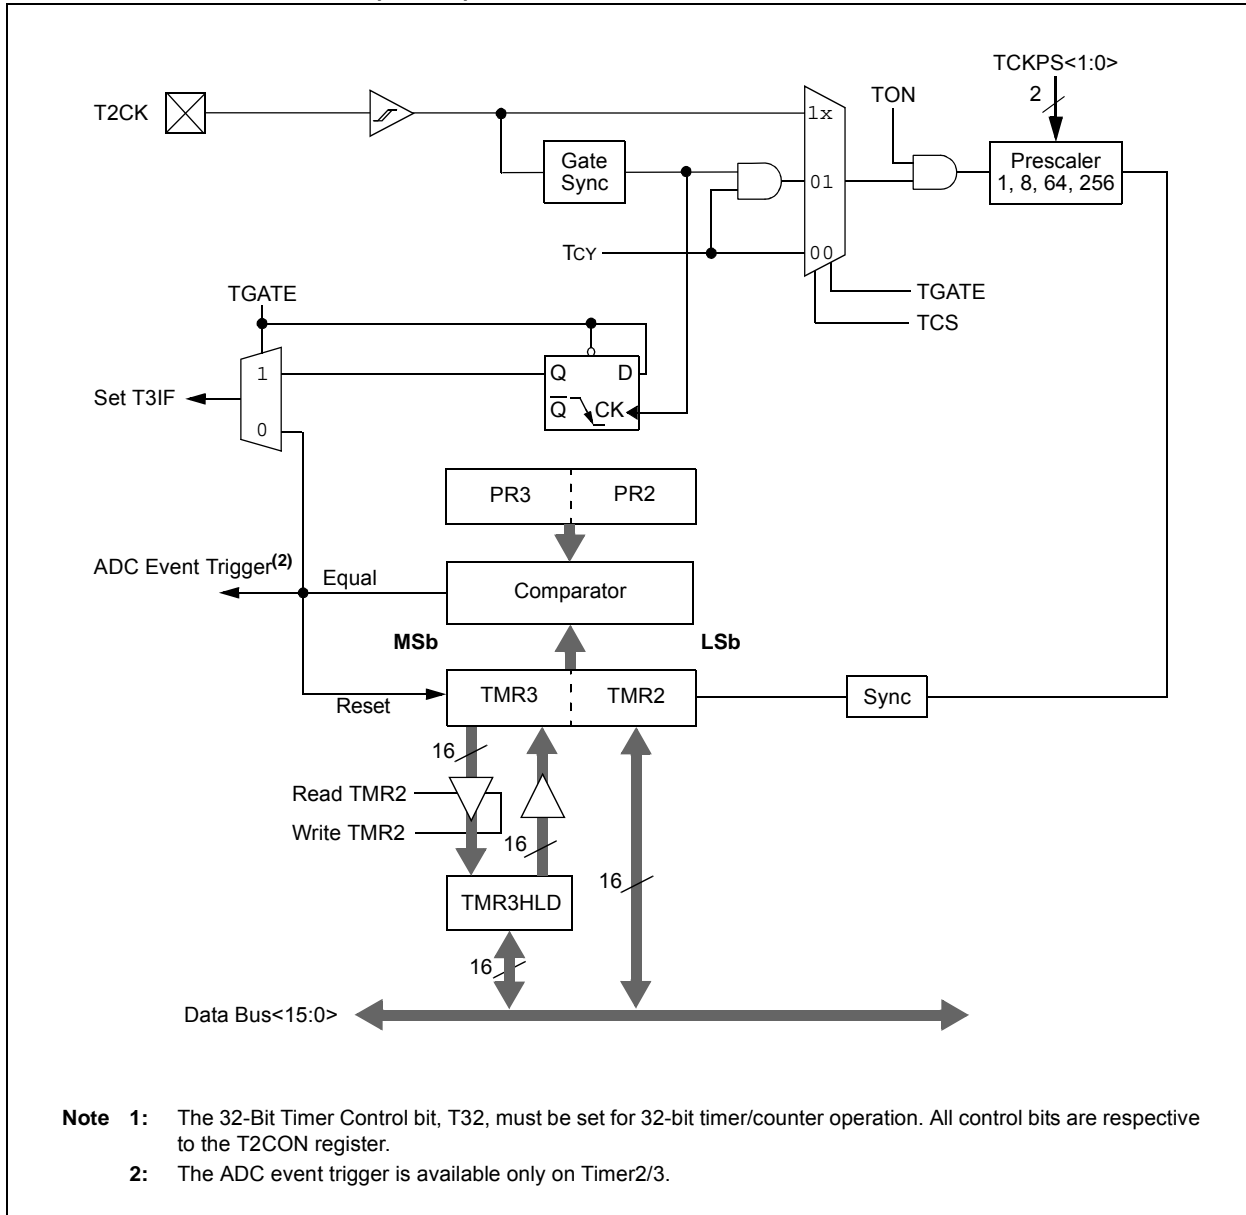 TCKPS<1:0>
2
TON
T2CK
1x
Gate
Sync
Prescaler
1, 8, 64, 256
01
TCY
00
TGATE
TCS
TGATE
1
Q
D
Set T3IF
Q
CK
0
PR3
PR2
ADC Event Trigger(2)
Equal
Comparator
MSb
LSb
TMR3
TMR2
Sync
Reset
16
Read TMR2
Write TMR2
16
16
TMR3HLD
16
Data Bus<15:0>
Note 1: The 32-Bit Timer Control bit, T32, must be set for 32-bit timer/counter operation. All control bits are respective
to the T2CON register.
2: The ADC event trigger is available only on Timer2/3.